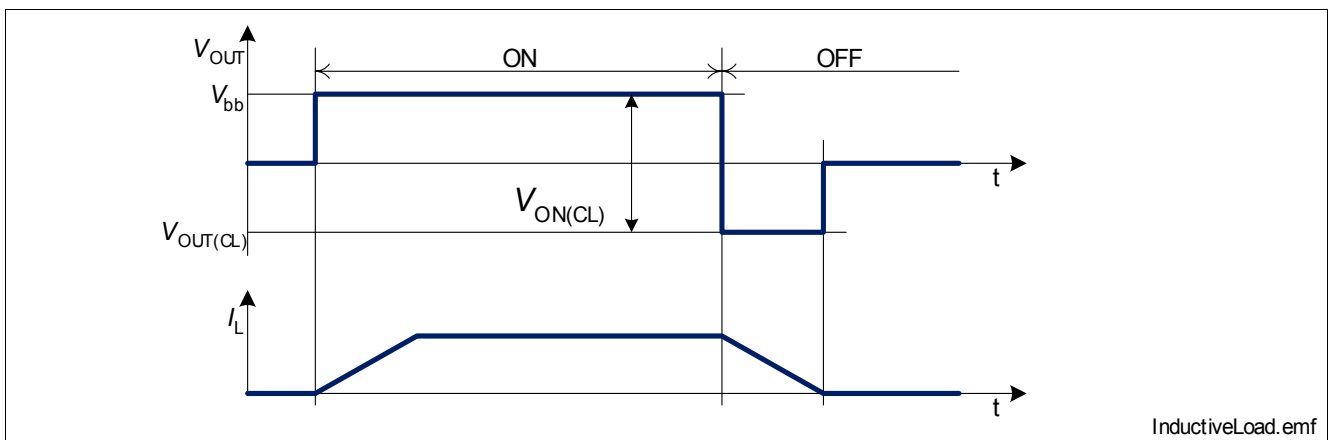 VOUT
ON
OFF
Vbb
t
VON(CL)
VOUT(CL)
IL
t
InductiveLoad.emf